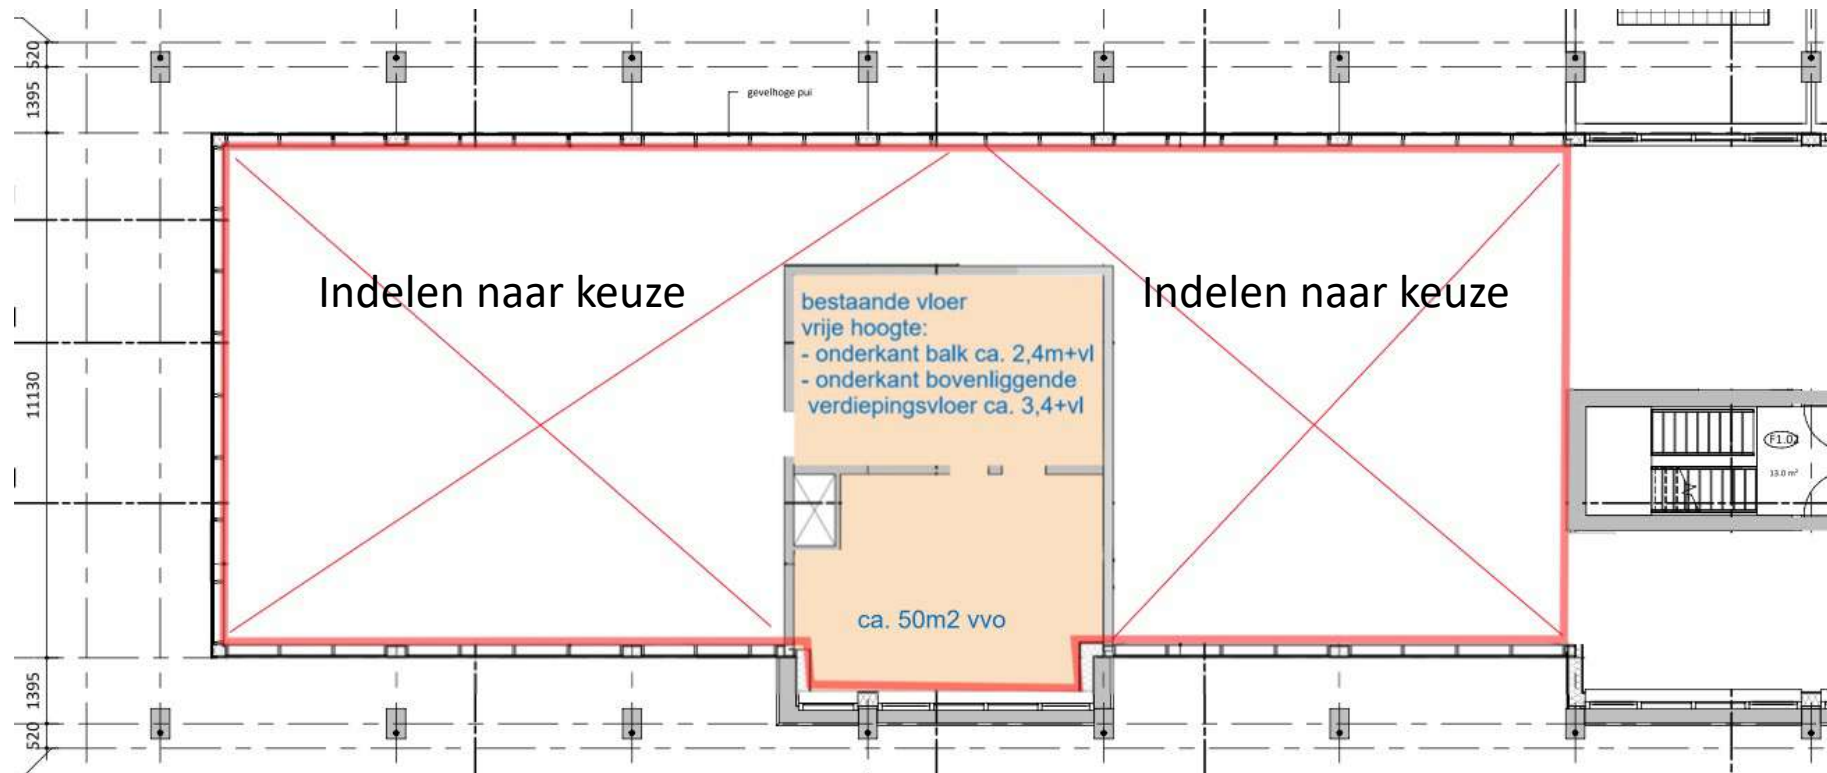 520
1395
gevelhoge pui
Indelen naar keuze
Indelen naar keuze
bestaande vloer
vrije hoogte:
- onderkant balk ca. 2,4m+vl
- onderkant bovenliggende
verdiepingsvloer ca. 3,4+vl
11130
F1.02
13.0 m²
ca. 50m2 vvo
1395
520